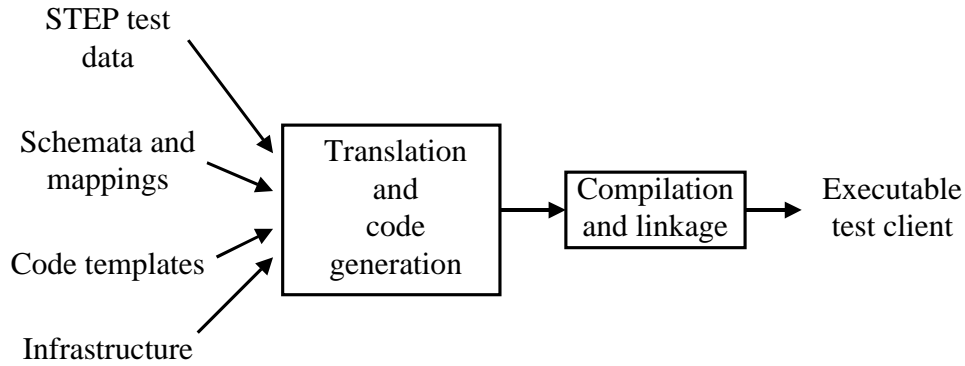 STEP test
data
Schemata and
mappings
Code templates
Infrastructure
Translation
and
code
generation
Compilation
and linkage
Executable
test client